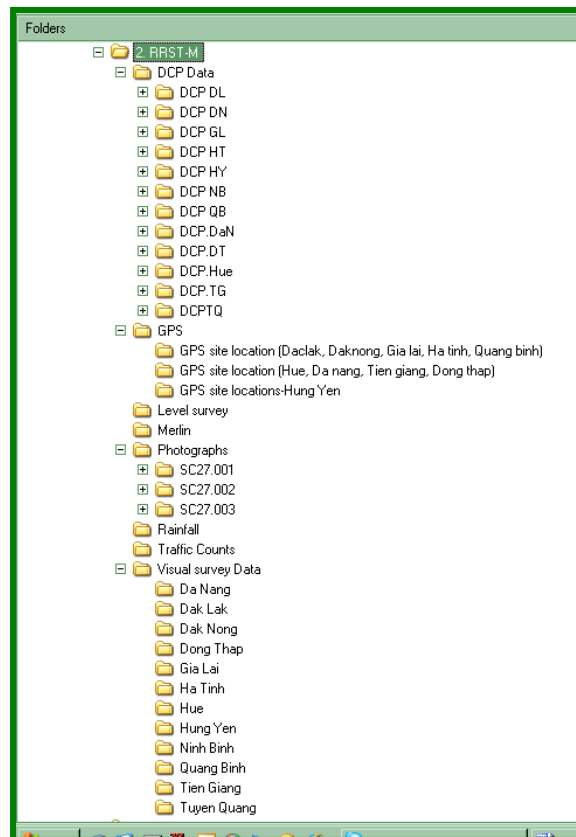 Folders
2. RRST-M
DCP Data
DCP DL
DCP DN
DCP GL
DCP HT
DCP HY
DCP NB
DCP QB
DCP.DaN
DCP.DT
DCP.Hue
DCP.TG
DCPTQ
GPS
GPS site location (Daclak, Daknong, Gia lai, Ha tinh, Quang binh)
GPS site location (Hue, Da nang, Tien giang, Dong thap)
GPS site locations-Hung Yen
Level survey
Merlin
Photographs
SC27.001
SC27.002
SC27.003
Rainfall
Traffic Counts
Visual survey Data
Da Nang
Dak Lak
Dak Nong
Dong Thap
Gia Lai
Ha Tinh
Hue
Hung Yen
Ninh Binh
Quang Binh
Tien Giang
Tuyen Quang